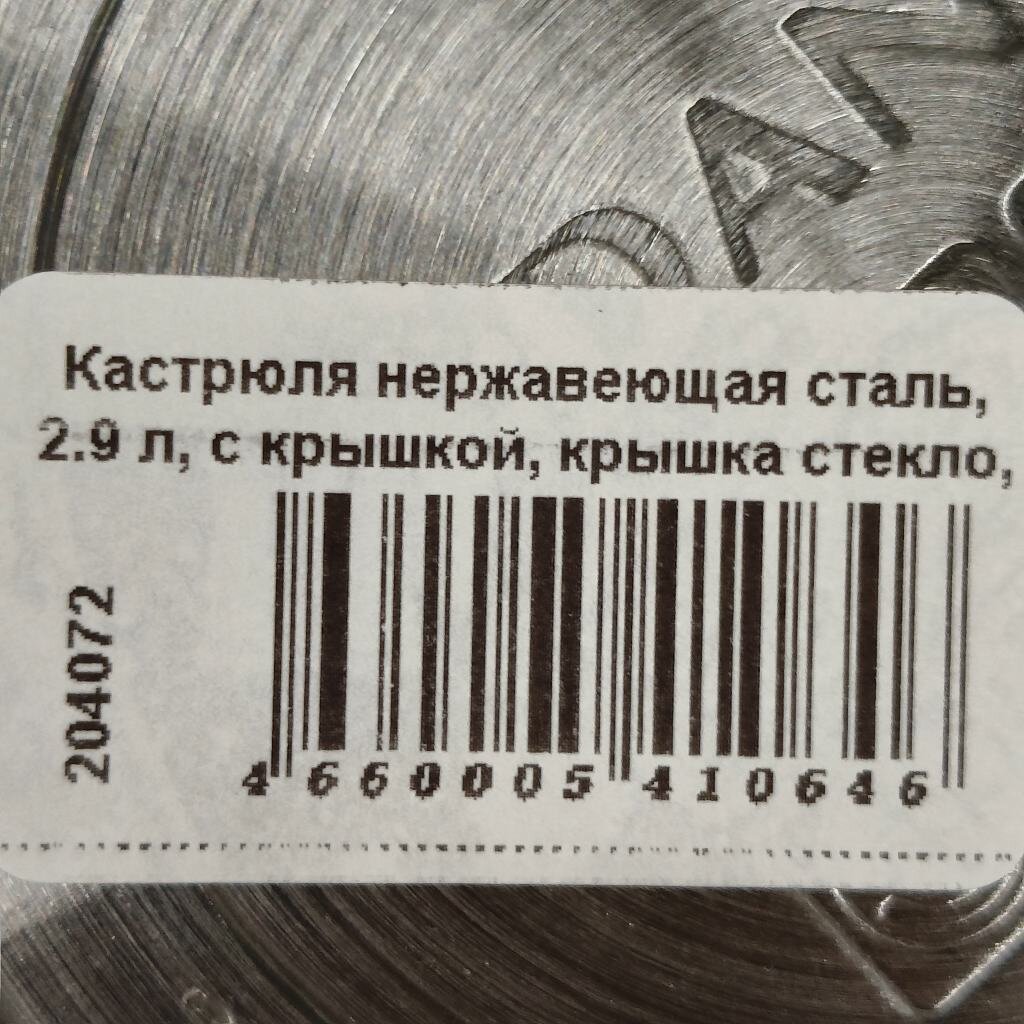 Кастрюля нержавеющая сталь,
2.9 л, с крышкой, крышка стекло,
204072
4 660005 410646